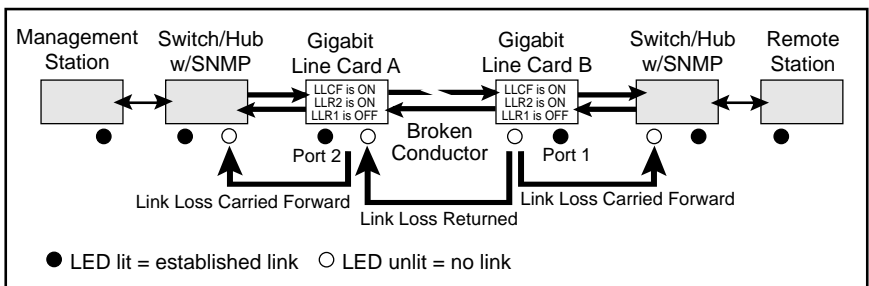 Management
Station
Switch/Hub
w/SNMP
Gigabit
Line Card A
Gigabit
Line Card B
Switch/Hub
w/SNMP
Remote
Station
LLCF is ON
LLR2 is ON
LLR1 is OFF
LLCF is ON
LLR2 is ON
LLR1 is OFF
Port 2
Broken
Conductor
Port 1
Link Loss Carried Forward
Link Loss Returned
Link Loss Carried Forward
LED lit = established link
LED unlit = no link